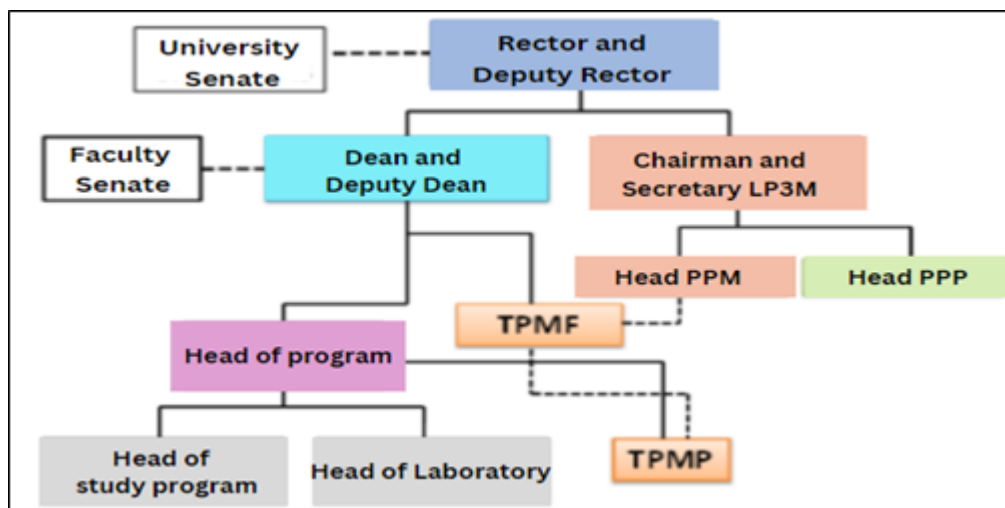 University
Senate
Rector and
Deputy Rector
Faculty
Senate
Dean and
Deputy Dean
Chairman and
Secretary LP3M
Head PPM
Head PPP
TPMF
Head of program
Head of
study program
Head of Laboratory
TPMP